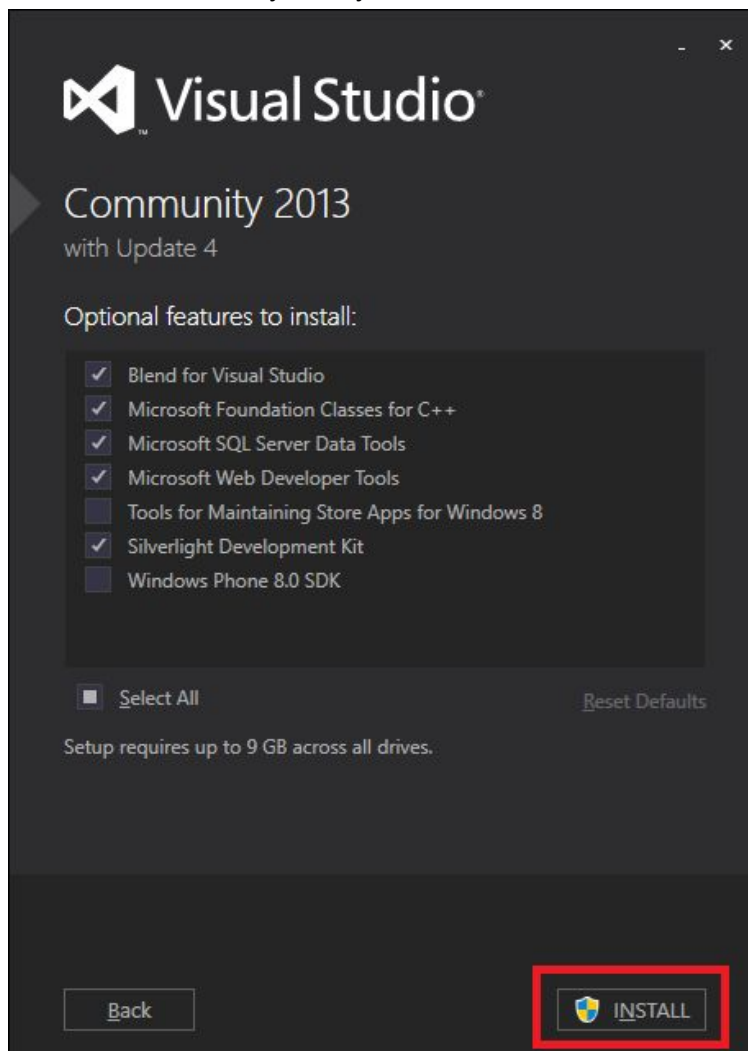 Visual Studio®
™
Community 2013
with Update 4
Optional features to install:
Blend for Visual Studio
Microsoft Foundation Classes for C++
Microsoft SQL Server Data Tools
Microsoft Web Developer Tools
Tools for Maintaining Store Apps for Windows 8
Silverlight Development Kit
Windows Phone 8.0 SDK
Select All
Reset Defaults
Setup requires up to 9 GB across all drives.
Back
INSTALL